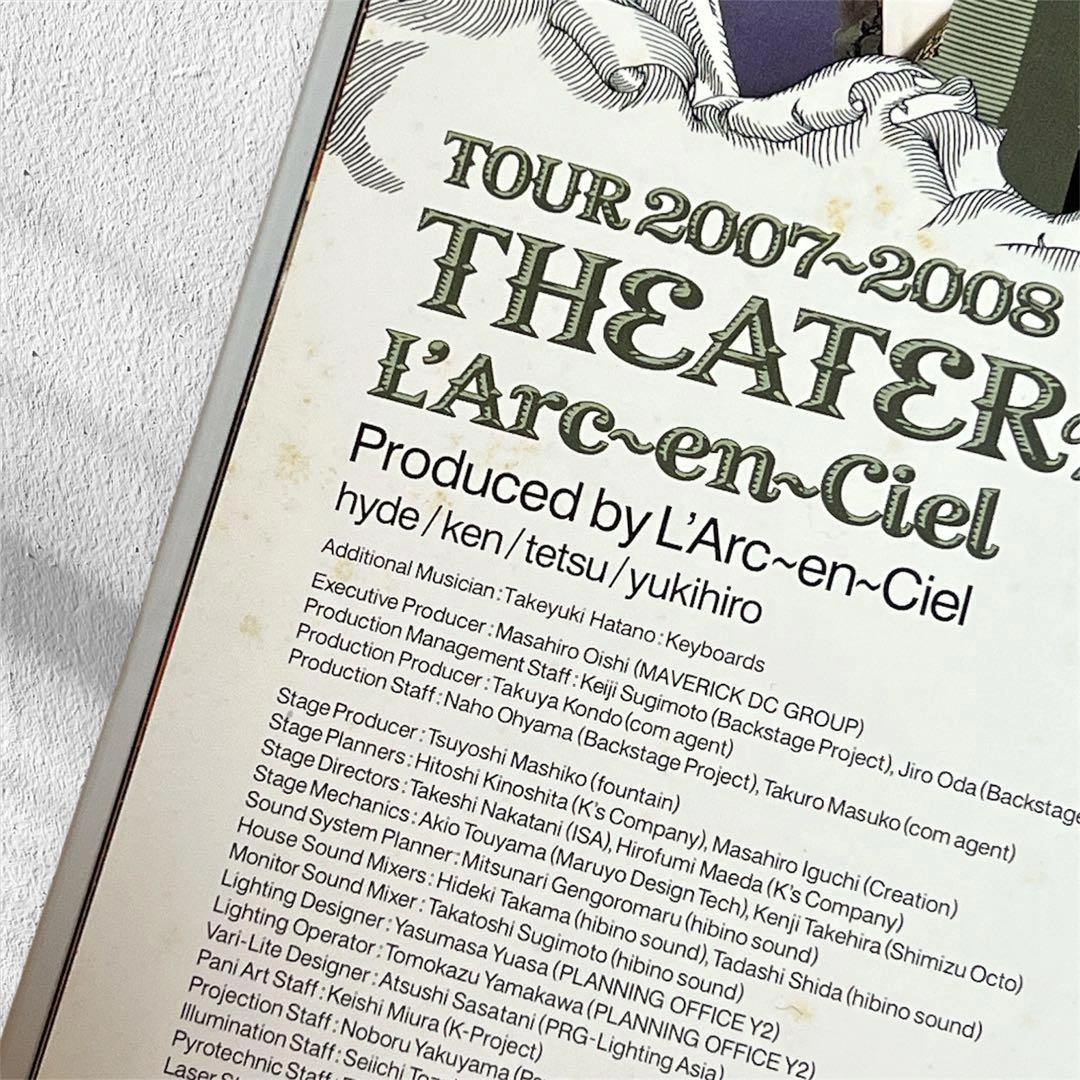 TOUR 2007~2008
THEATER
L'Arc~en~Ciel
Produced by L'Arc~en~Ciel
hyde/ken/tetsu/yukihiro
Additional Musician:Takeyuki Hatano:Keyboards
Executive Producer:Masahiro Oishi (MAVERICK DC GROUP)
Production Management Staff:Keiji Sugimoto (Backstage Project), Jiro Oda (Backstage
Production Producer:Takuya Kondo (com agent)
Production Staff:Naho Ohyama (Backstage Project), Takuro Masuko (com agent)
Stage Producer:Tsuyoshi Mashiko (fountain)
Stage Planners:Hitoshi Kinoshita (K's Company), Masahiro Iguchi (Creation)
Stage Directors:Takeshi Nakatani (ISA), Hirofumi Maeda (K's Company)
Stage Mechanics:Akio Touyama (Maruyo Design Tech), Kenji Takehira (Shimizu Octo)
Sound System Planner:Mitsunari Gengoromaru (hibino sound)
House Sound Mixers:Hideki Takama (hibino sound), Tadashi Shida (hibino sound)
Monitor Sound Mixer:Takatoshi Sugimoto (hibino sound)
Lighting Designer:Yasumasa Yuasa (PLANNING OFFICE Y2)
Lighting Operator:Tomokazu Yamakawa (PLANNING OFFICE Y2)
Vari-Lite Designer:Atsushi Sasatani (PRG-Lighting Asia)
Pani Art Staff:Keishi Miura (K-Project)
Projection Staff:Noboru Yakuyama
Illumination Staff:Seiichi
Pyrotechnic Staff:
Laser